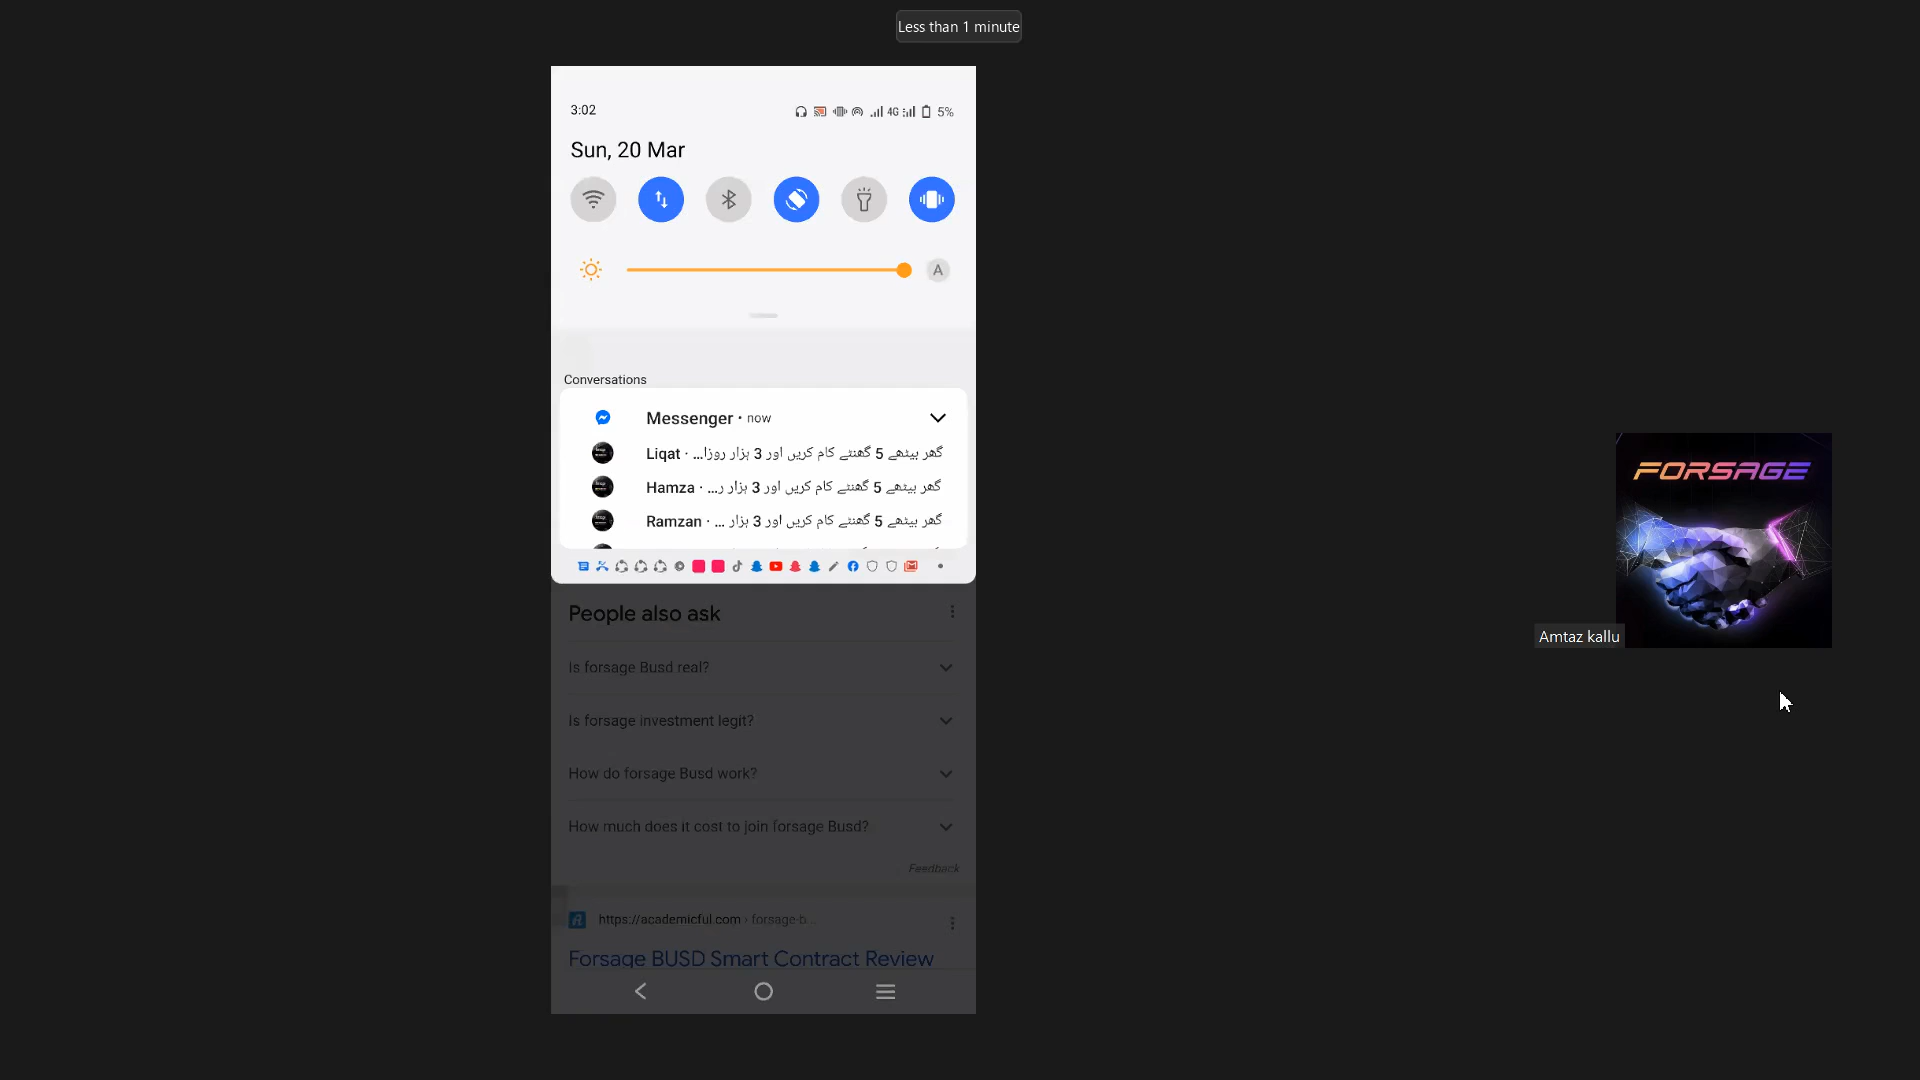 Less than 1 minute
3:02
4G
5%
Sun, 20 Mar
A
Conversations
Messenger · now
Liqat · گھر بیٹھے 5 گھنٹے کام کریں اور 3 ہزار روزا...
Hamza · گھر بیٹھے 5 گھنٹے کام کریں اور 3 ہزار ر...
Ramzan · گھر بیٹھے 5 گھنٹے کام کریں اور 3 ہزار ...
People also ask
Is forsage Busd real?
Is forsage investment legit?
How do forsage Busd work?
How much does it cost to join forsage Busd?
Feedback
https://academicful.com › forsage-b...
Forsage BUSD Smart Contract Review
FORSAGE
Amtaz kallu